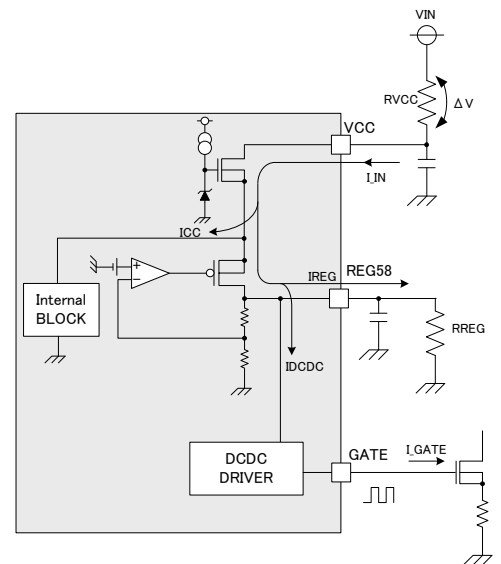 VIN
RVCC
ΔV
VCC
I_IN
ICC
+
-
IREG
REG58
Internal
BLOCK
RREG
IDCDC
DCDC
DRIVER
GATE
I_GATE